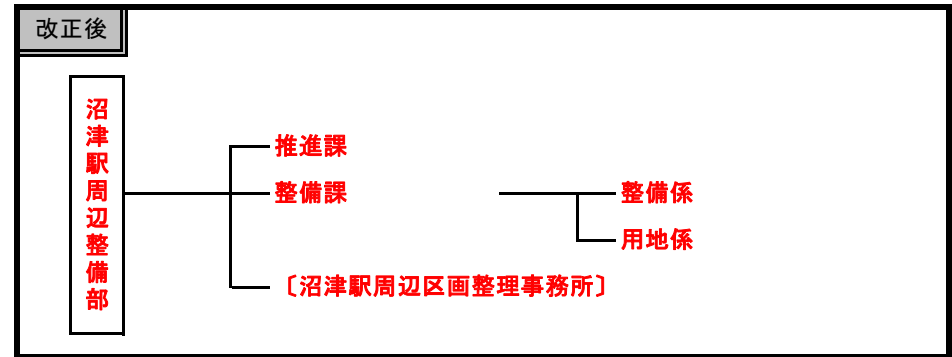 改正後
沼津駅周辺整備部
推進課
整備課
整備係
用地係
〔沼津駅周辺区画整理事務所〕